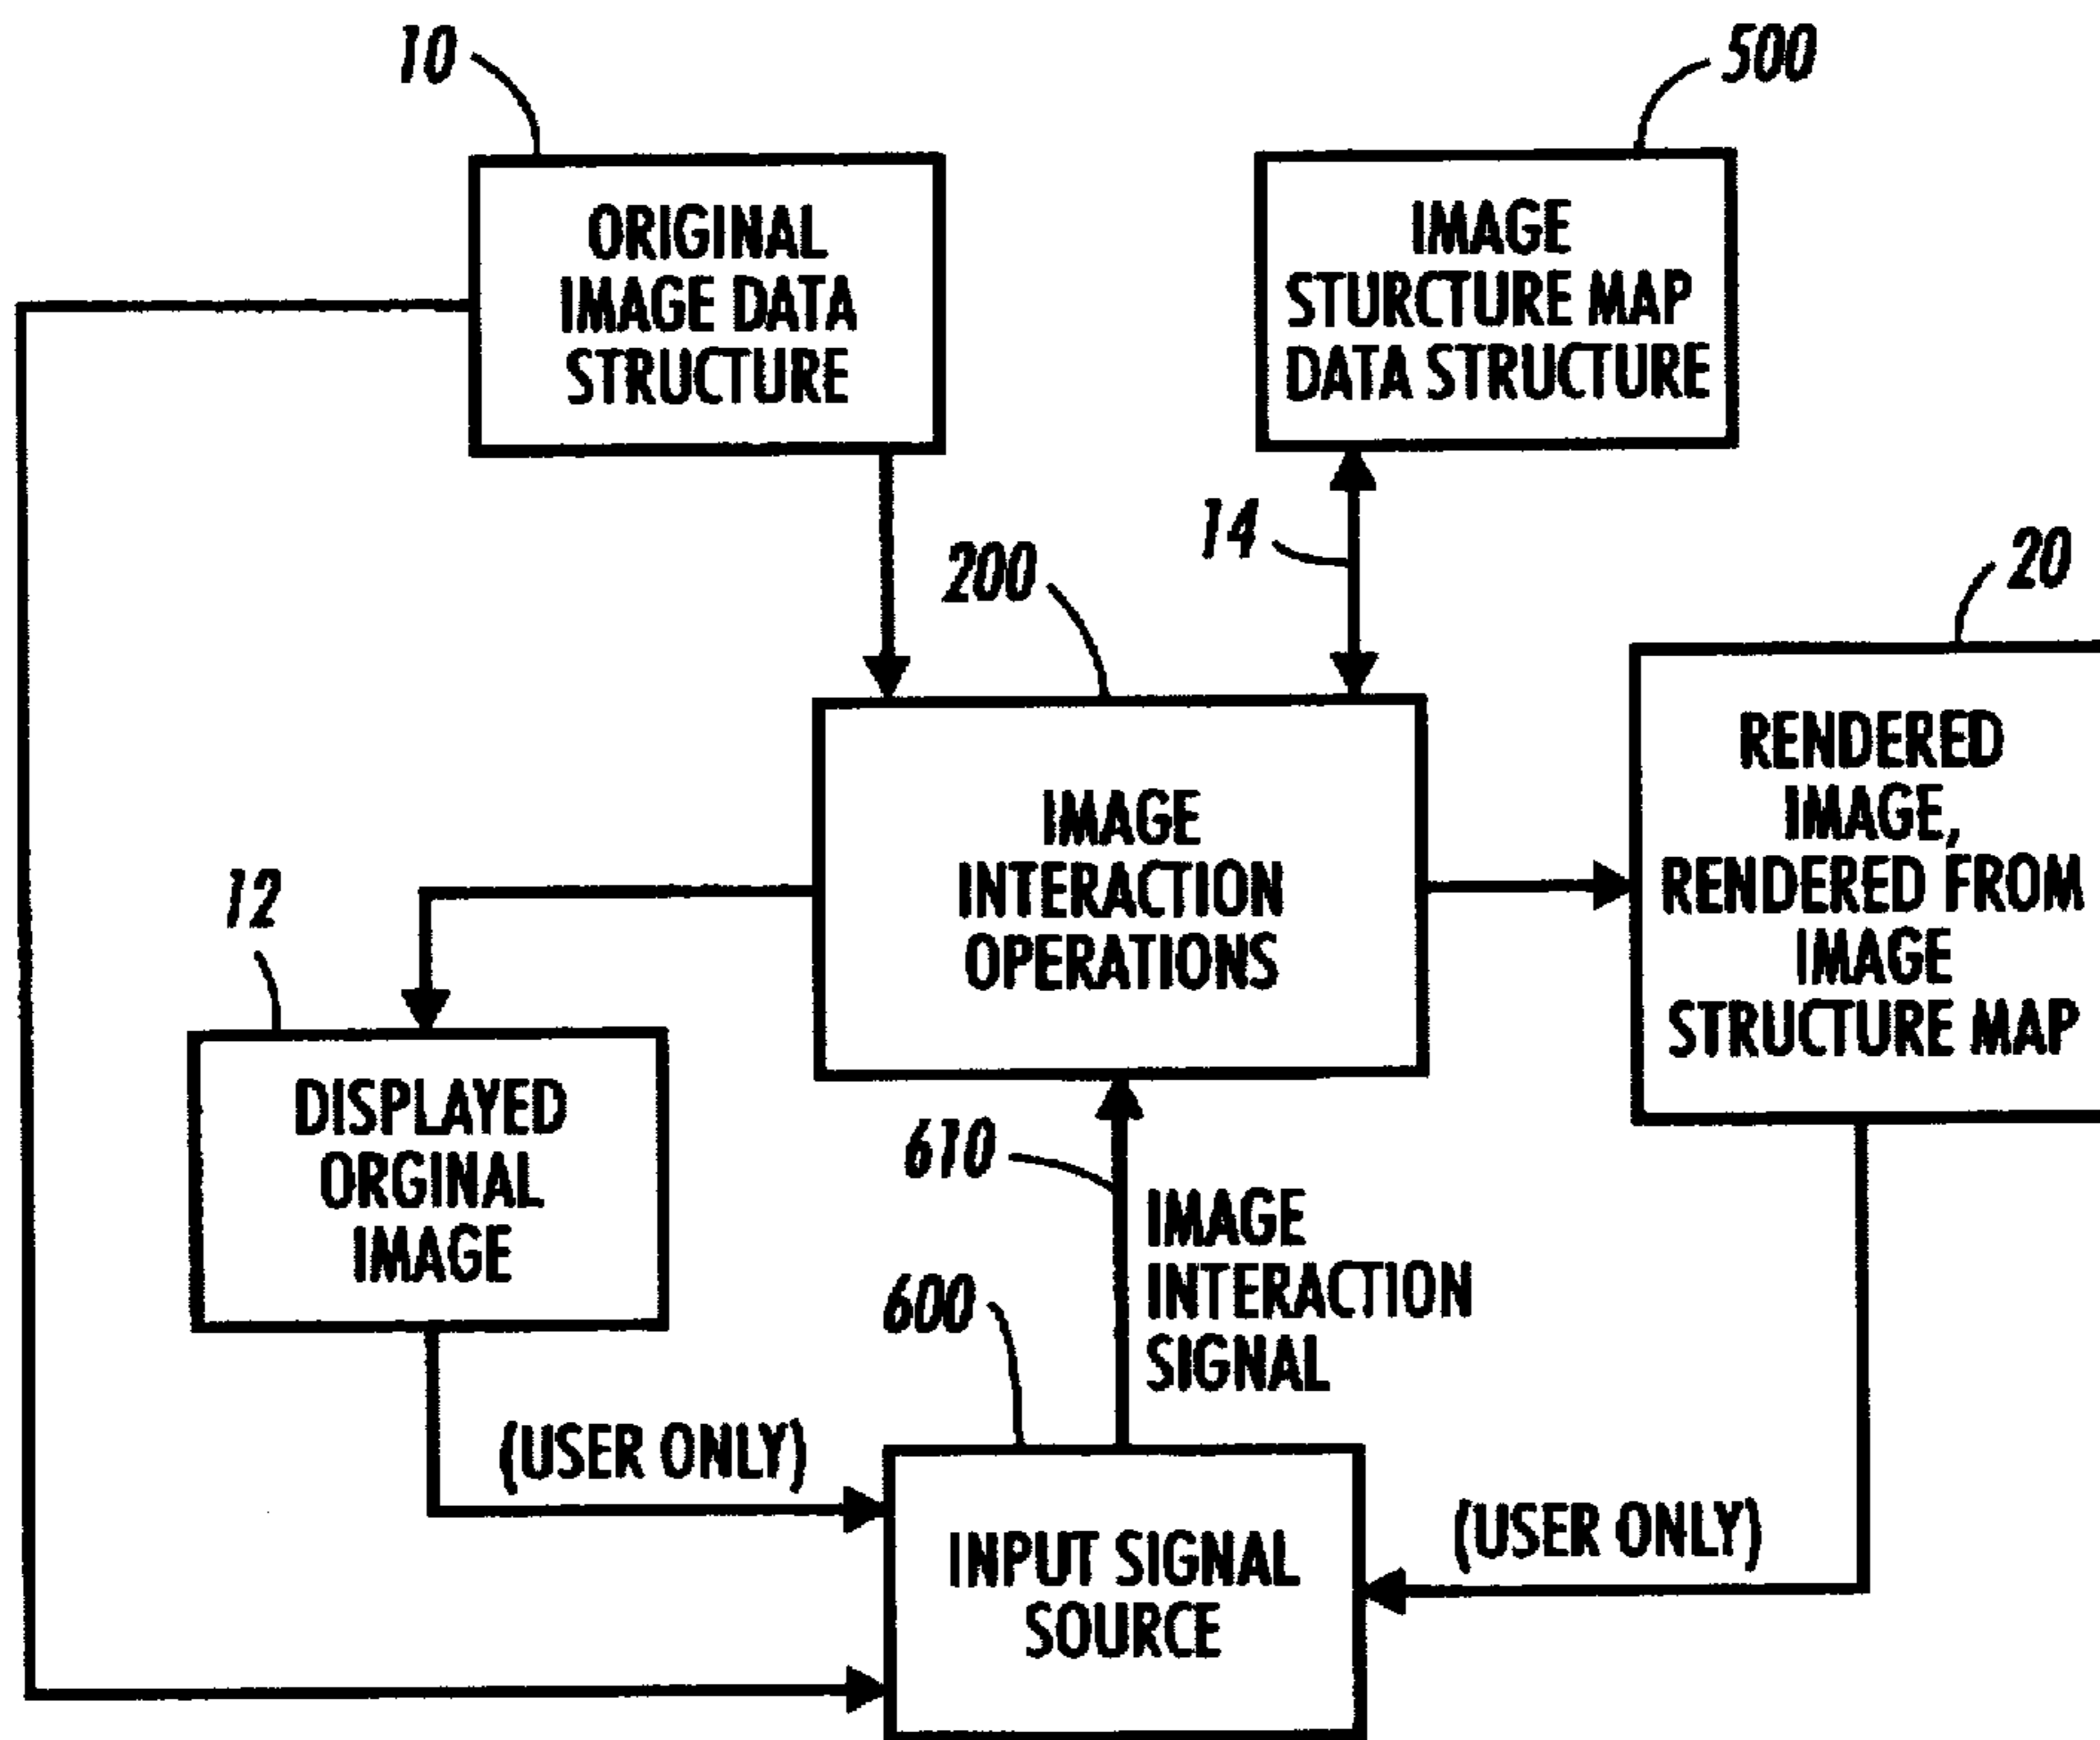 10
500
ORIGINAL
IMAGE DATA
STRUCTURE
IMAGE
STURCTURE MAP
DATA STRUCTURE
14
200
20
RENDERED
IMAGE,
RENDERED FROM
IMAGE
STRUCTURE MAP
IMAGE
INTERACTION
OPERATIONS
12
DISPLAYED
ORGINAL
IMAGE
610
IMAGE
INTERACTION
SIGNAL
600
(USER ONLY)
(USER ONLY)
INPUT SIGNAL
SOURCE